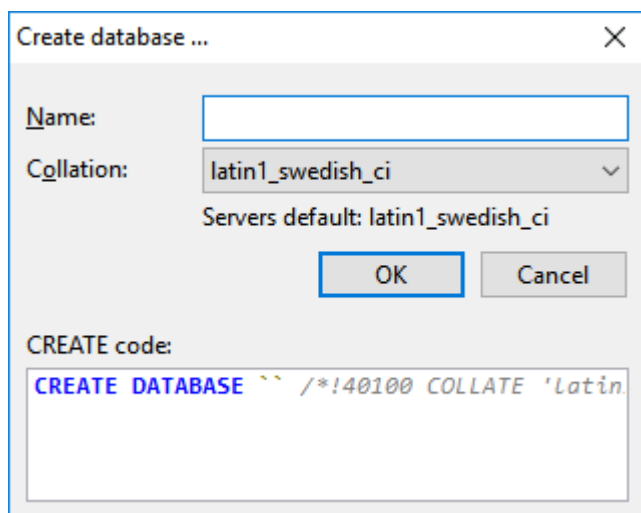 Create database ...
Name:
Collation:
latin1_swedish_ci
Servers default: latin1_swedish_ci
OK
Cancel
CREATE code:
CREATE DATABASE `` /*!40100 COLLATE 'latin